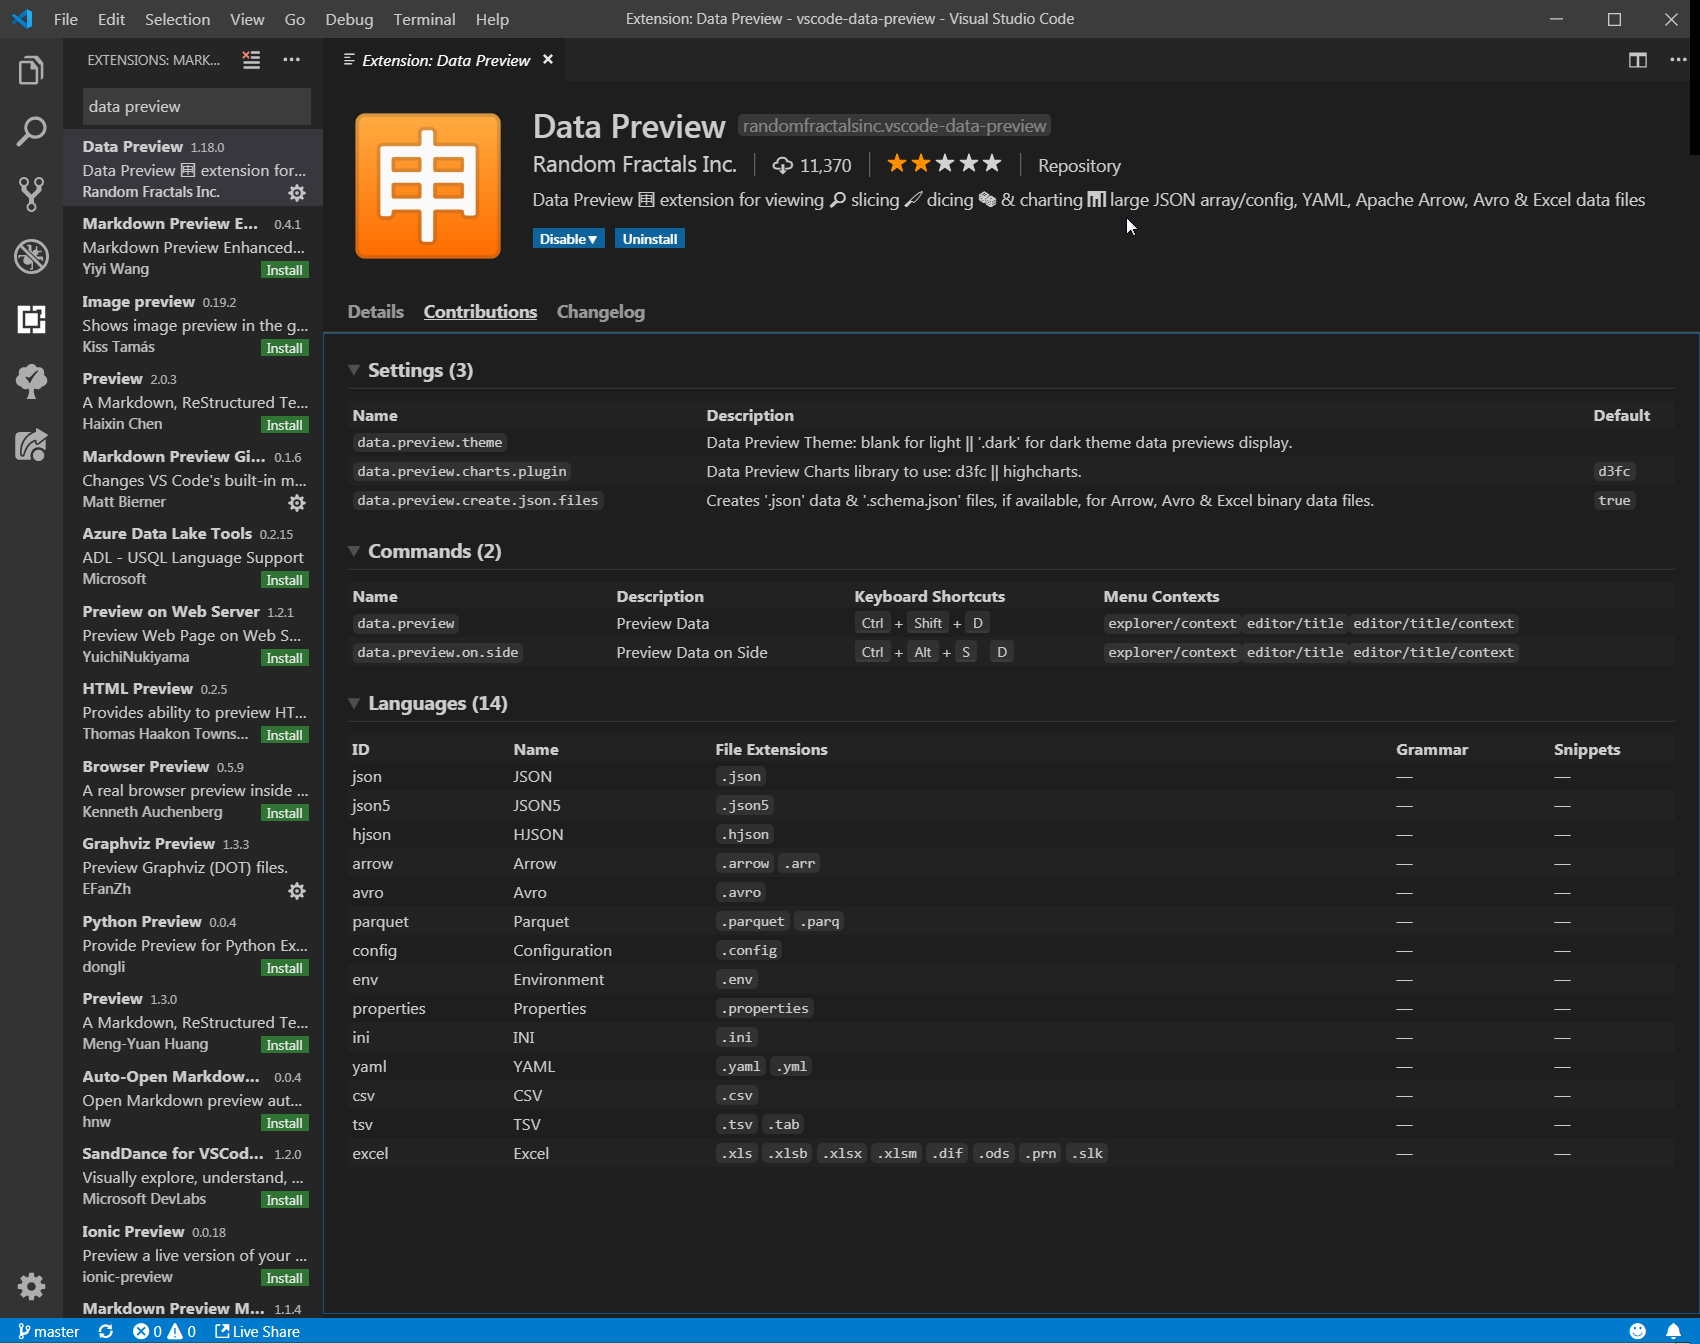 File Edit Selection View Go Debug Terminal Help
Extension: Data Preview - vscode-data-preview - Visual Studio Code
EXTENSIONS: MARK...
data preview
Data Preview 1.18.0
Data Preview 🈸 extension for...
Random Fractals Inc.
Markdown Preview E... 0.4.1
Markdown Preview Enhanced...
Yiyi Wang Install
Image preview 0.19.2
Shows image preview in the g...
Kiss Tamás Install
Preview 2.0.3
A Markdown, ReStructured Te...
Haixin Chen Install
Markdown Preview Gi... 0.1.6
Changes VS Code's built-in m...
Matt Bierner
Azure Data Lake Tools 0.2.15
ADL - USQL Language Support
Microsoft Install
Preview on Web Server 1.2.1
Preview Web Page on Web S...
YuichiNukiyama Install
HTML Preview 0.2.5
Provides ability to preview HT...
Thomas Haakon Towns... Install
Browser Preview 0.5.9
A real browser preview inside ...
Kenneth Auchenberg Install
Graphviz Preview 1.3.3
Preview Graphviz (DOT) files.
EFanZh
Python Preview 0.0.4
Provide Preview for Python Ex...
dongli Install
Preview 1.3.0
A Markdown, ReStructured Te...
Meng-Yuan Huang Install
Auto-Open Markdow... 0.0.4
Open Markdown preview aut...
hnw Install
SandDance for VSCod... 1.2.0
Visually explore, understand, ...
Microsoft DevLabs Install
Ionic Preview 0.0.18
Preview a live version of your ...
ionic-preview Install
Markdown Preview M... 1.1.4
Extension: Data Preview
申
Data Preview randomfractalsinc.vscode-data-preview
Random Fractals Inc. 11,370 Repository
Data Preview 🈸 extension for viewing 🔎 slicing 🔪 dicing 🎲 & charting 📊 large JSON array/config, YAML, Apache Arrow, Avro & Excel data files
Disable▼ Uninstall
Details Contributions Changelog
Settings (3)
Name Description Default
data.preview.theme Data Preview Theme: blank for light || '.dark' for dark theme data previews display.
data.preview.charts.plugin Data Preview Charts library to use: d3fc || highcharts. d3fc
data.preview.create.json.files Creates '.json' data & '.schema.json' files, if available, for Arrow, Avro & Excel binary data files. true
Commands (2)
Name Description Keyboard Shortcuts Menu Contexts
data.preview Preview Data Ctrl + Shift + D explorer/context editor/title editor/title/context
data.preview.on.side Preview Data on Side Ctrl + Alt + S D explorer/context editor/title editor/title/context
Languages (14)
ID Name File Extensions Grammar Snippets
json JSON .json — —
json5 JSON5 .json5 — —
hjson HJSON .hjson — —
arrow Arrow .arrow .arr — —
avro Avro .avro — —
parquet Parquet .parquet .parq — —
config Configuration .config — —
env Environment .env — —
properties Properties .properties — —
ini INI .ini — —
yaml YAML .yaml .yml — —
csv CSV .csv — —
tsv TSV .tsv .tab — —
excel Excel .xls .xlsb .xlsx .xlsm .dif .ods .prn .slk — —
master 0 0 Live Share